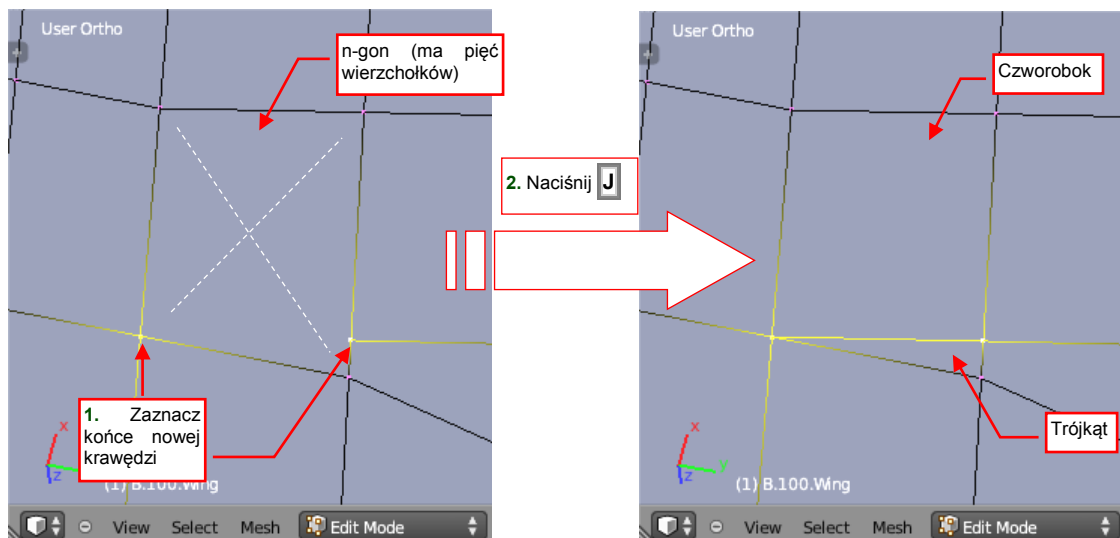 User Ortho
n-gon (ma pięć
wierzchołków)
1. Zaznacz
końce nowej
krawędzi
x
z
(1) B.100.Wing
View Select Mesh Edit Mode
2. Naciśnij J
User Ortho
Czworobok
Trójkąt
x
y
z
(1) B.100.Wing
View Select Mesh Edit Mode